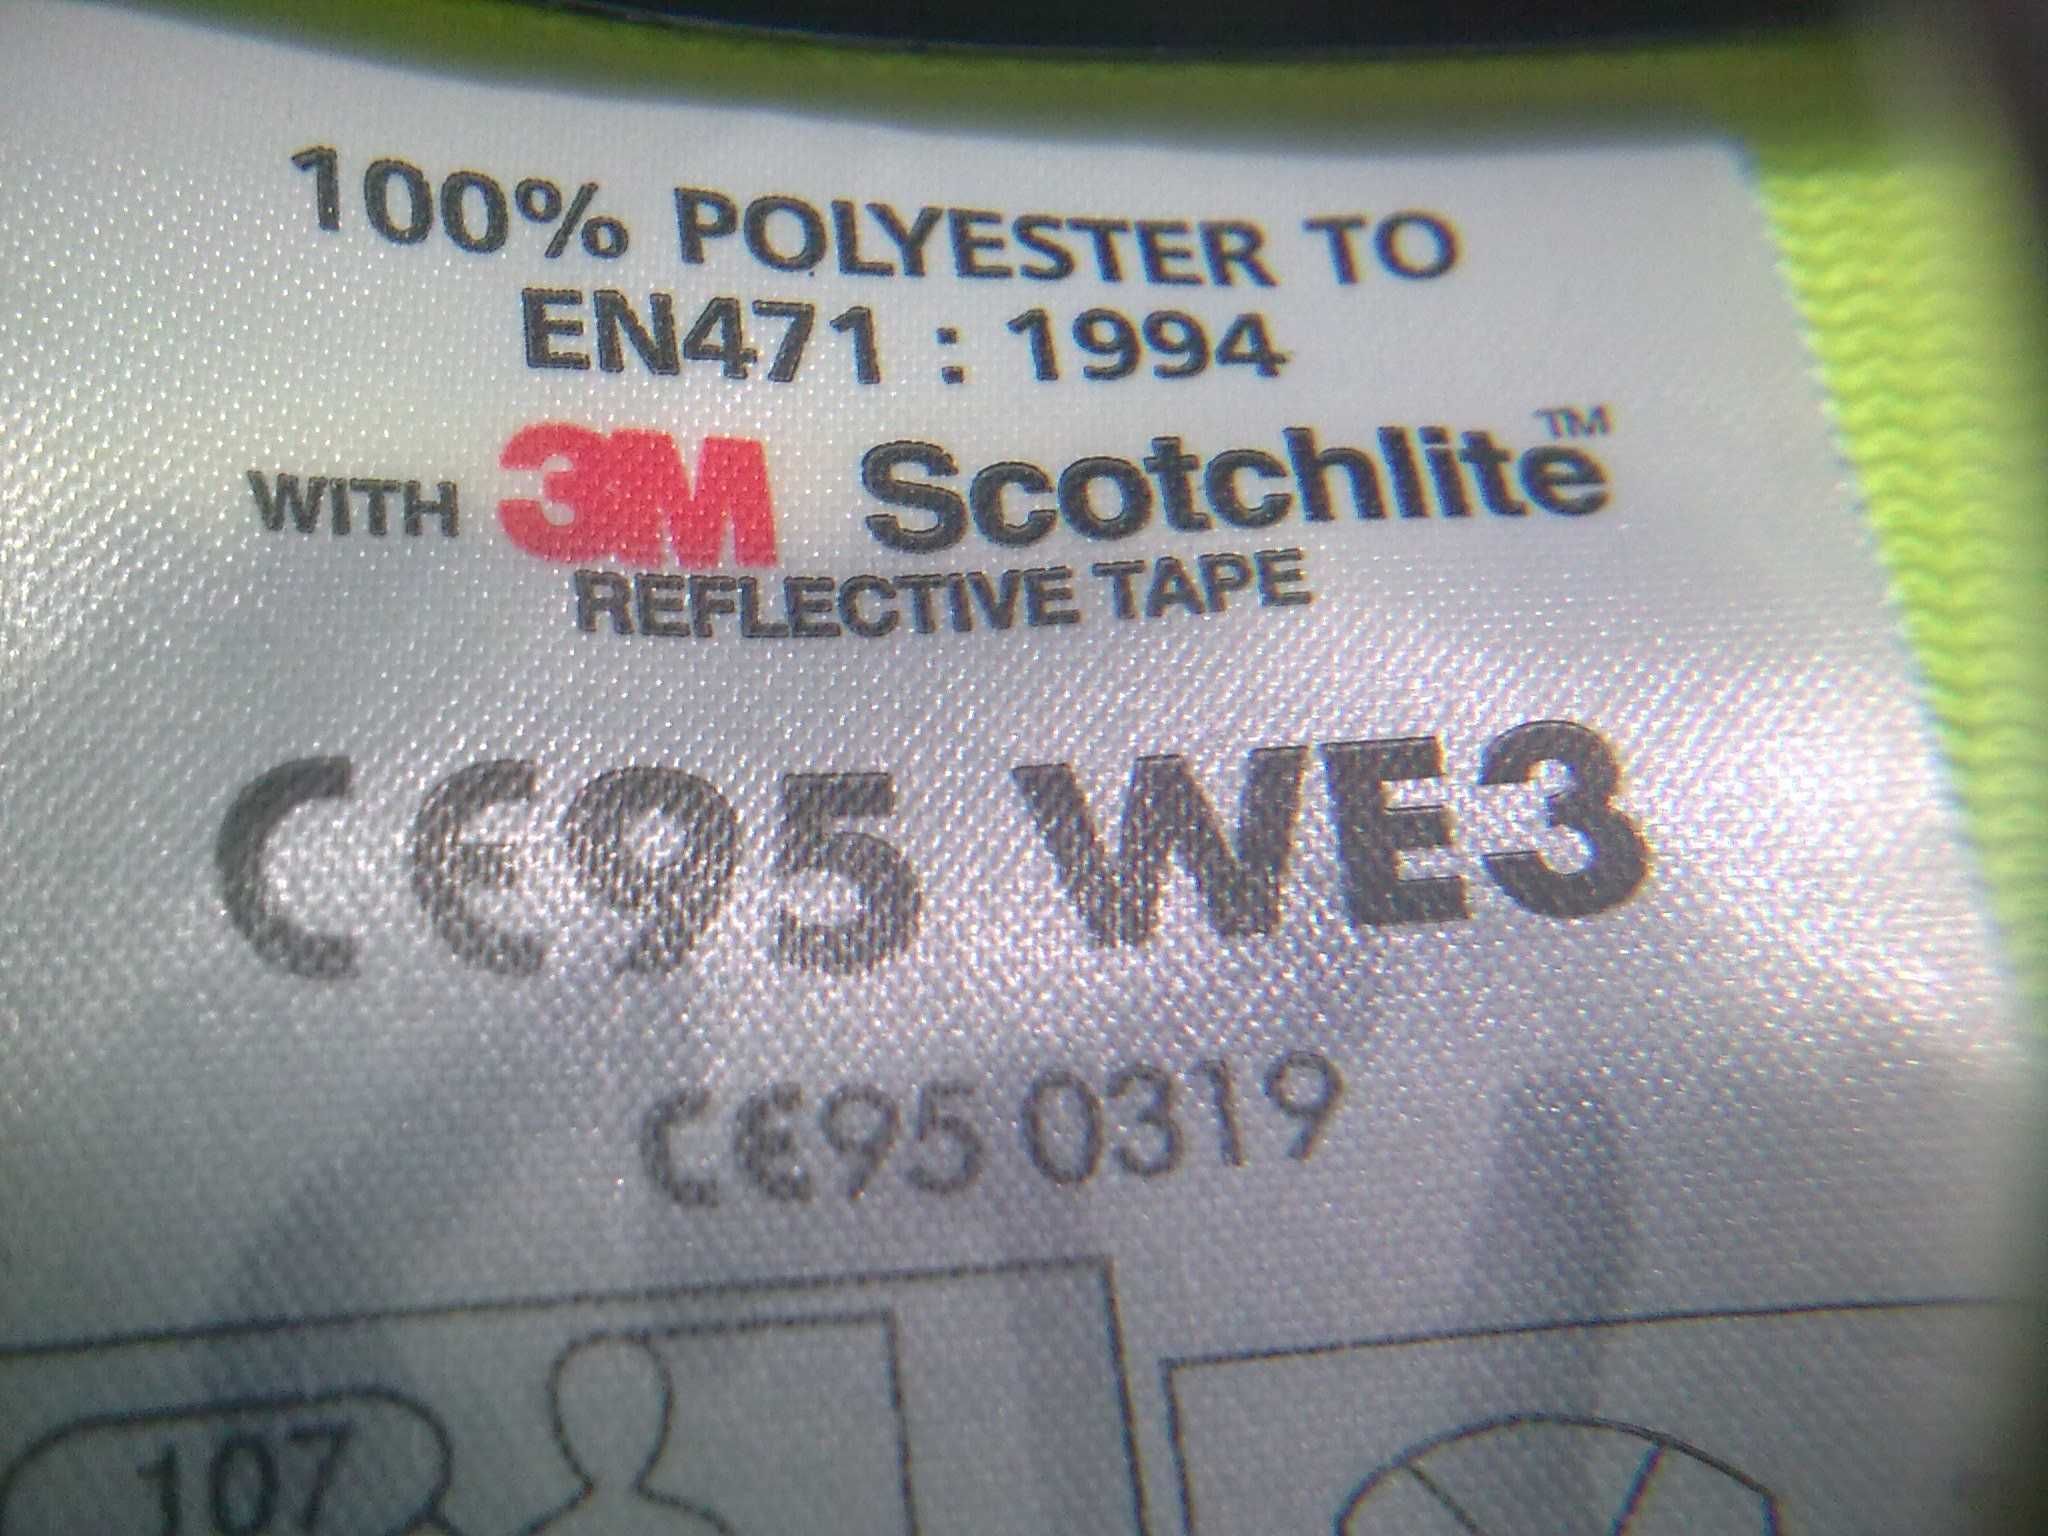 100% POLYESTER TO
EN471 : 1994
WITH 3M Scotchlite™
REFLECTIVE TAPE
CE95 WE3
CE95 0319
107